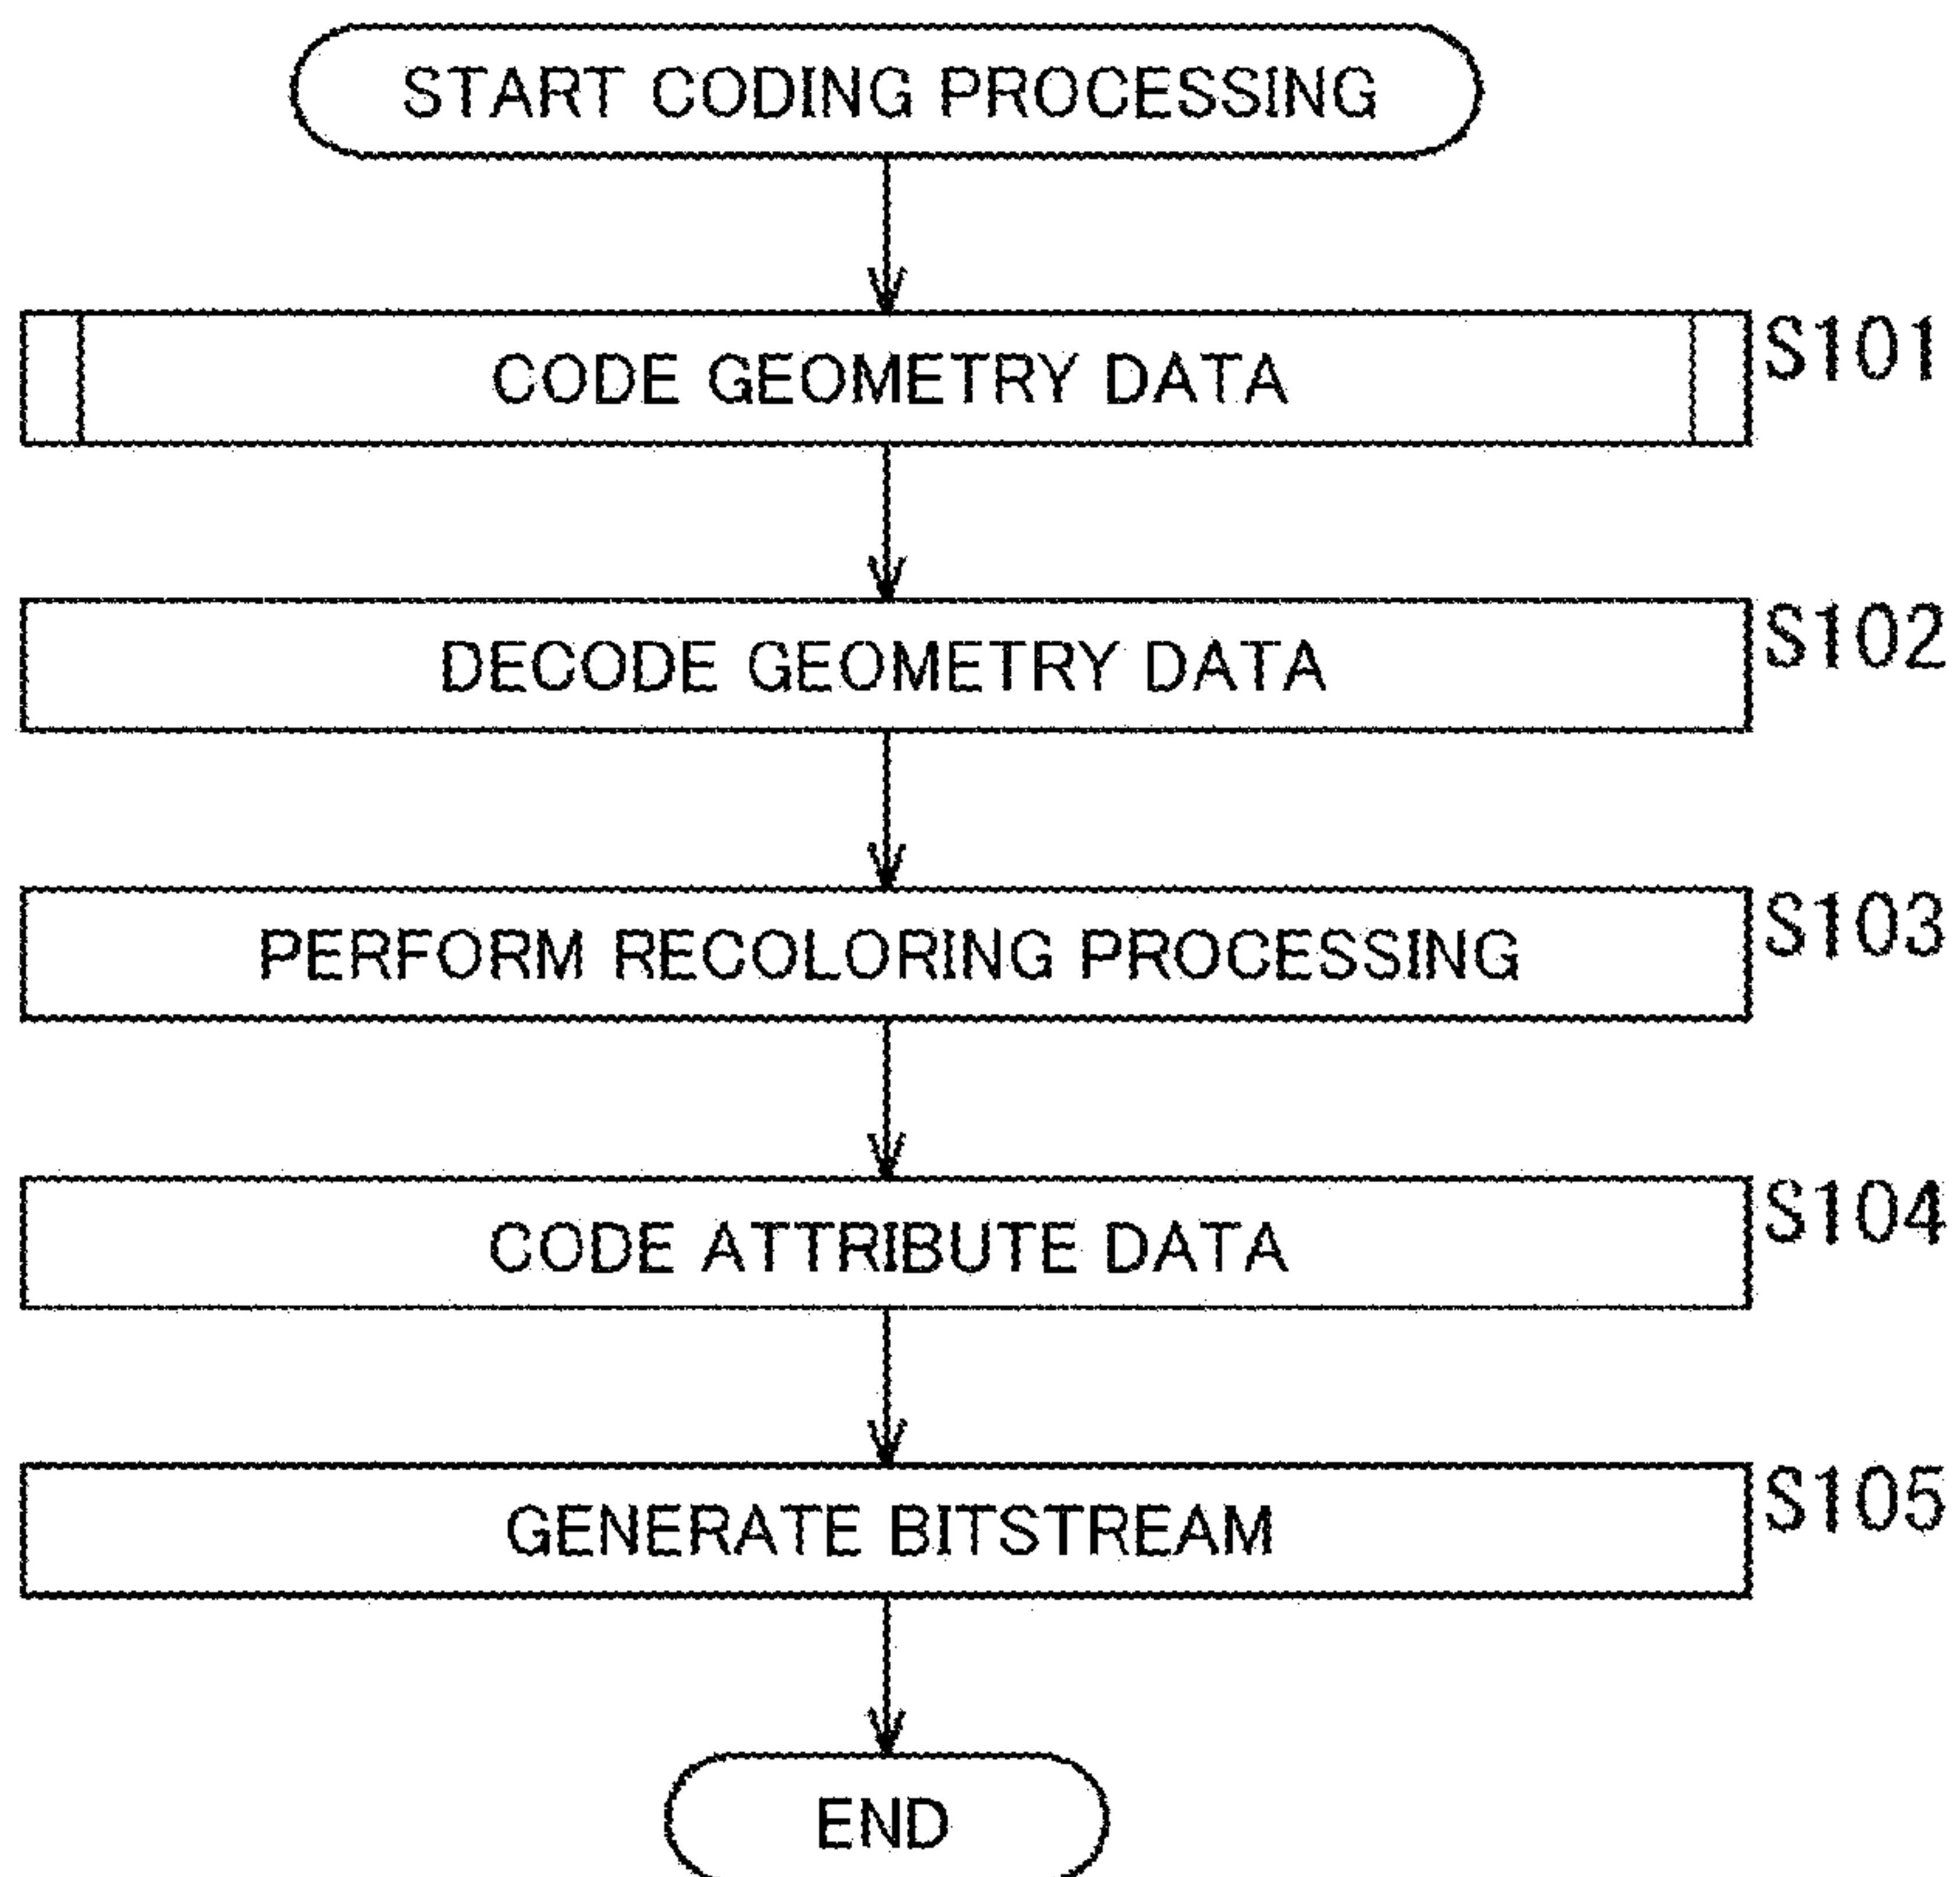 START CODING PROCESSING
CODE GEOMETRY DATA S101
DECODE GEOMETRY DATA S102
PERFORM RECOLORING PROCESSING S103
CODE ATTRIBUTE DATA S104
GENERATE BITSTREAM S105
END